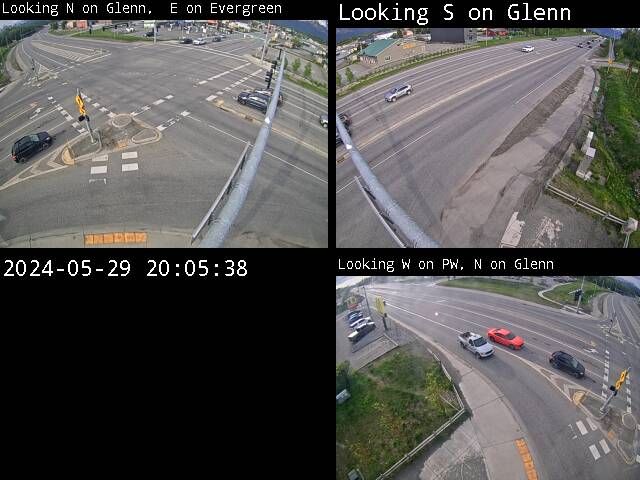 Looking N on Glenn,  E on Evergreen
Looking S on Glenn
2024-05-29 20:05:38
Looking W on PW, N on Glenn